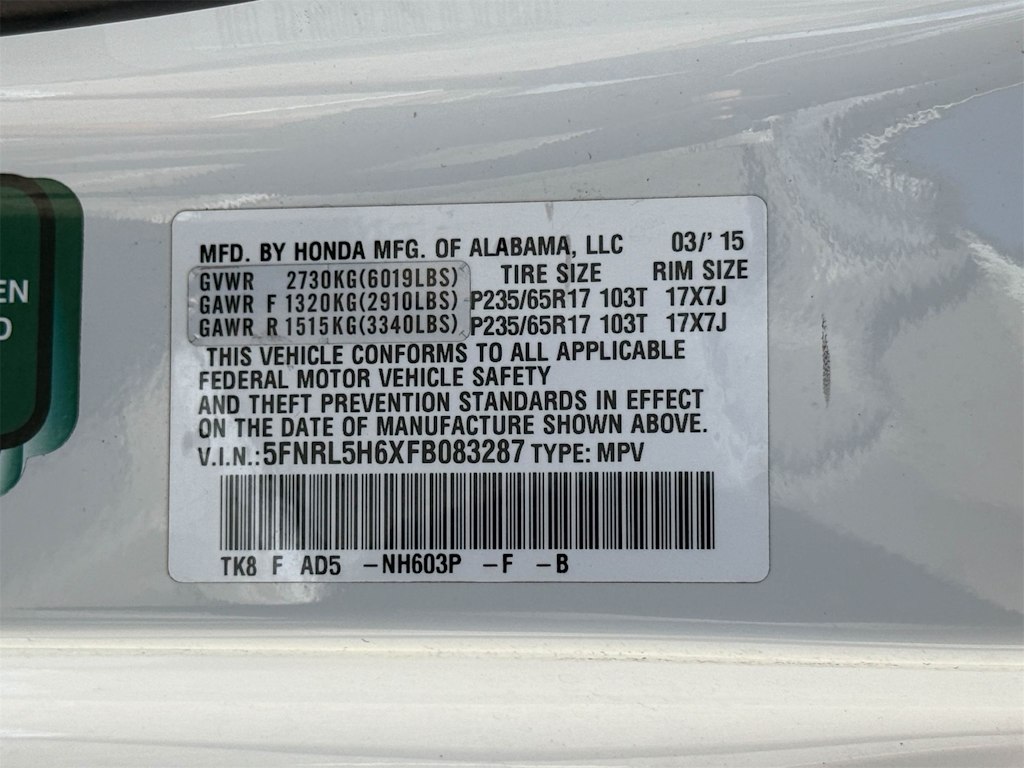 MFD. BY HONDA MFG. OF ALABAMA, LLC 03/'15
GVWR 2730KG(6019LBS) TIRE SIZE RIM SIZE
GAWR F 1320KG(2910LBS) P235/65R17 103T 17X7J
GAWR R 1515KG(3340LBS) P235/65R17 103T 17X7J
THIS VEHICLE CONFORMS TO ALL APPLICABLE
FEDERAL MOTOR VEHICLE SAFETY
AND THEFT PREVENTION STANDARDS IN EFFECT
ON THE DATE OF MANUFACTURE SHOWN ABOVE.
V.I.N.: 5FNRL5H6XFB083287 TYPE: MPV
TK8 F AD5 -NH603P -F -B